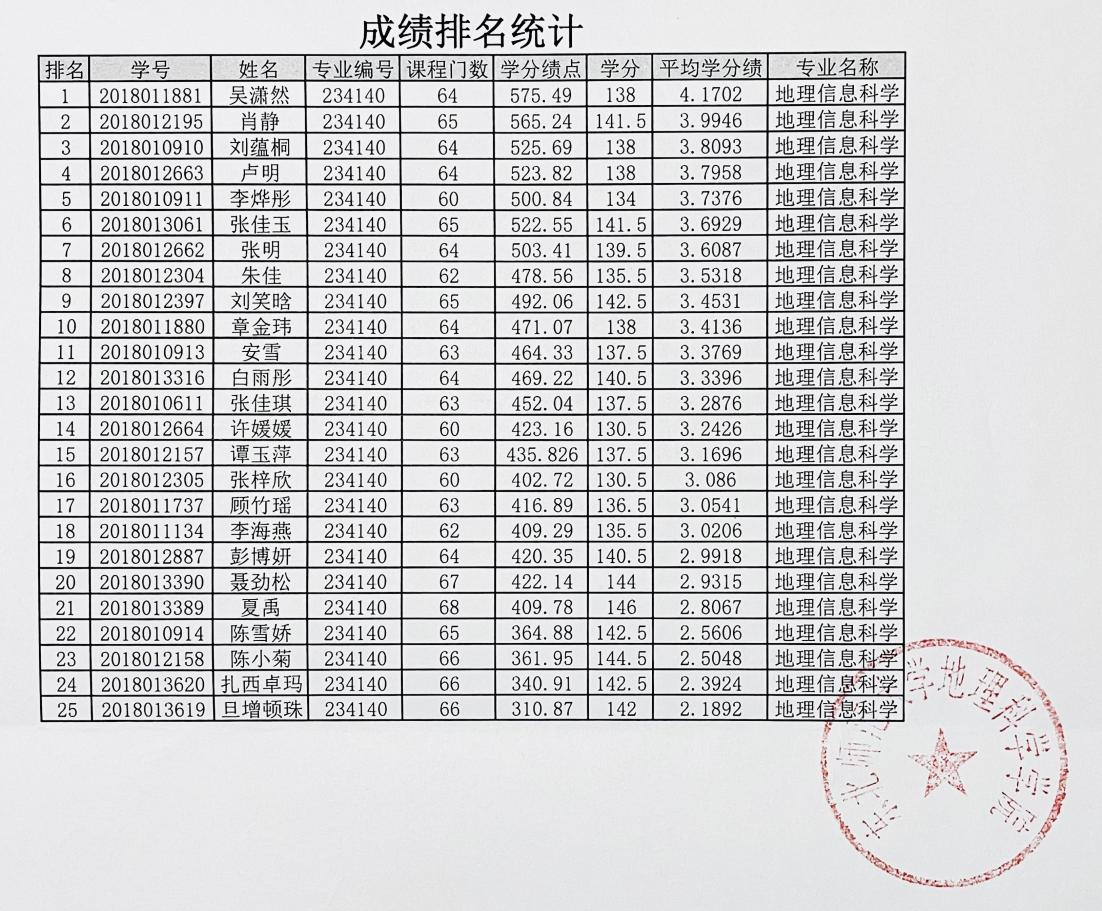 成绩排名统计
排名 学号 姓名 专业编号 课程门数 学分绩点 学分 平均学分绩 专业名称
1 2018011881 吴潇然 234140 64 575.49 138 4.1702 地理信息科学
2 2018012195 肖静 234140 65 565.24 141.5 3.9946 地理信息科学
3 2018010910 刘蕴桐 234140 64 525.69 138 3.8093 地理信息科学
4 2018012663 卢明 234140 64 523.82 138 3.7958 地理信息科学
5 2018010911 李烨彤 234140 60 500.84 134 3.7376 地理信息科学
6 2018013061 张佳玉 234140 65 522.55 141.5 3.6929 地理信息科学
7 2018012662 张明 234140 64 503.41 139.5 3.6087 地理信息科学
8 2018012304 朱佳 234140 62 478.56 135.5 3.5318 地理信息科学
9 2018012397 刘笑晗 234140 65 492.06 142.5 3.4531 地理信息科学
10 2018011880 章金玮 234140 64 471.07 138 3.4136 地理信息科学
11 2018010913 安雪 234140 63 464.33 137.5 3.3769 地理信息科学
12 2018013316 白雨彤 234140 64 469.22 140.5 3.3396 地理信息科学
13 2018010611 张佳琪 234140 63 452.04 137.5 3.2876 地理信息科学
14 2018012664 许媛媛 234140 60 423.16 130.5 3.2426 地理信息科学
15 2018012157 谭玉萍 234140 63 435.826 137.5 3.1696 地理信息科学
16 2018012305 张梓欣 234140 60 402.72 130.5 3.086 地理信息科学
17 2018011737 顾竹瑶 234140 63 416.89 136.5 3.0541 地理信息科学
18 2018011134 李海燕 234140 62 409.29 135.5 3.0206 地理信息科学
19 2018012887 彭博妍 234140 64 420.35 140.5 2.9918 地理信息科学
20 2018013390 聂劲松 234140 67 422.14 144 2.9315 地理信息科学
21 2018013389 夏禹 234140 68 409.78 146 2.8067 地理信息科学
22 2018010914 陈雪娇 234140 65 364.88 142.5 2.5606 地理信息科学
23 2018012158 陈小菊 234140 66 361.95 144.5 2.5048 地理信息科学
24 2018013620 扎西卓玛 234140 66 340.91 142.5 2.3924 地理信息科学
25 2018013619 旦增顿珠 234140 66 310.87 142 2.1892 地理信息科学
东北师 学地理科学学院